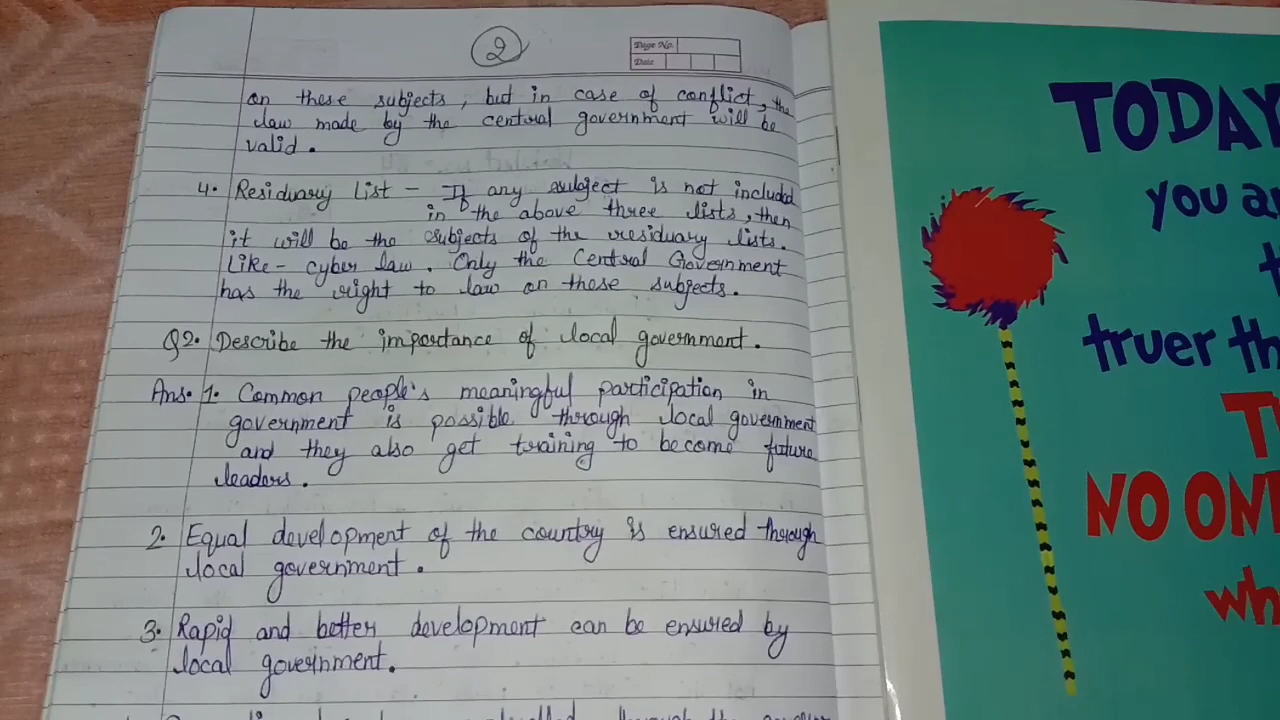 2
Page No.
Date
on these subjects, but in case of conflict, the
law made by the central government will be
valid.
4. Residuary List - If any subject is not included
in the above three lists, then
it will be the subjects of the residuary lists.
Like - cyber law. Only the Central Government
has the right to law on these subjects.
Q2. Describe the importance of local government.
Ans. 1. Common people's meaningful participation in
government is possible through local government
and they also get training to become future
leaders.
2. Equal development of the country is ensured through
local government.
3. Rapid and better development can be ensured by
local government.
through the
TODAY
you ar
truer th
NO ON
wh